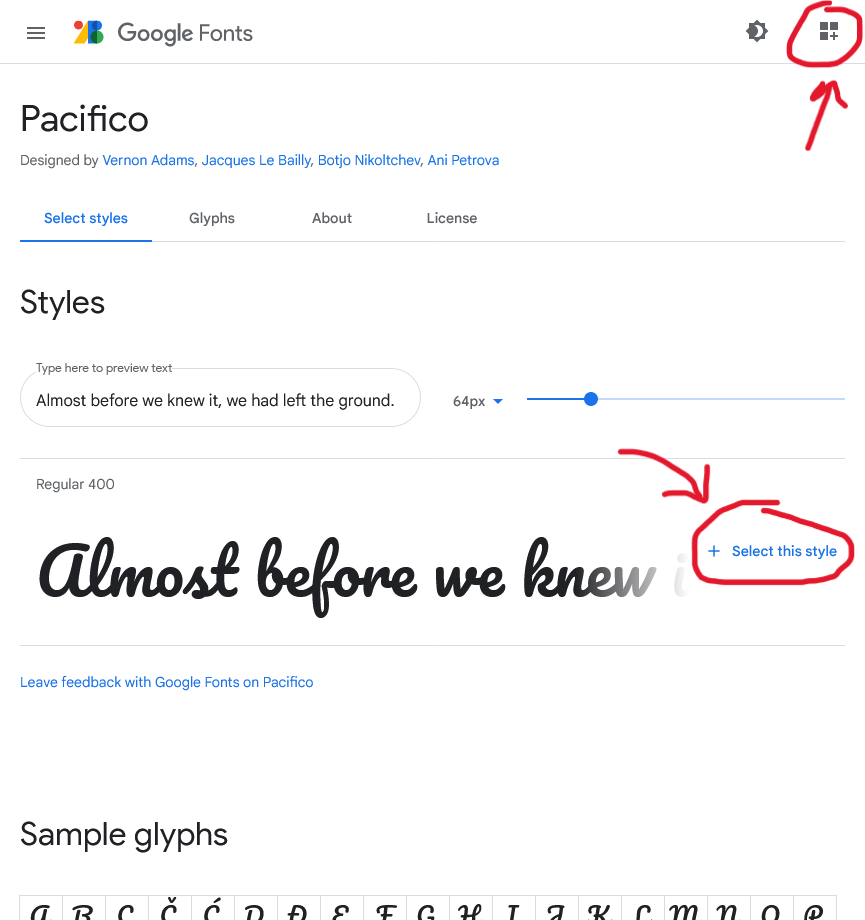 Google Fonts
Pacifico
Designed by Vernon Adams, Jacques Le Bailly, Botjo Nikoltchev, Ani Petrova
Select styles Glyphs About License
Styles
Type here to preview text
Almost before we knew it, we had left the ground.
64px
Regular 400
Almost before we knew
+ Select this style
Leave feedback with Google Fonts on Pacifico
Sample glyphs
A B C Č Ć D Đ E F G H I J K L M N O P